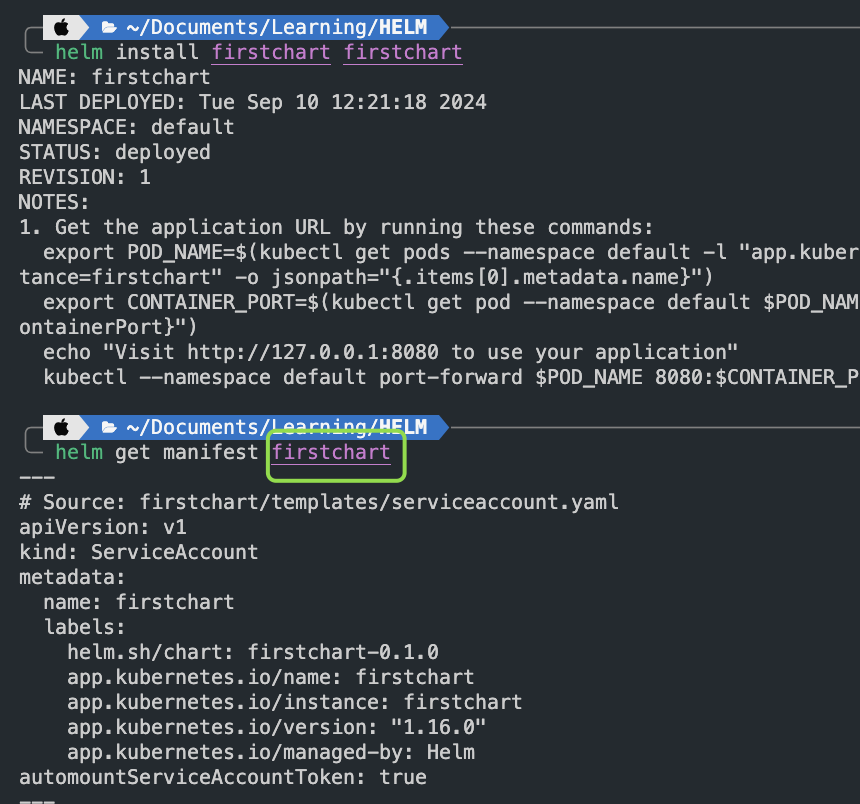 ~/Documents/Learning/HELM
helm install firstchart firstchart
NAME: firstchart
LAST DEPLOYED: Tue Sep 10 12:21:18 2024
NAMESPACE: default
STATUS: deployed
REVISION: 1
NOTES:
1. Get the application URL by running these commands:
  export POD_NAME=$(kubectl get pods --namespace default -l "app.kuber
tance=firstchart" -o jsonpath="{.items[0].metadata.name}")
  export CONTAINER_PORT=$(kubectl get pod --namespace default $POD_NAM
ontainerPort}")
  echo "Visit http://127.0.0.1:8080 to use your application"
  kubectl --namespace default port-forward $POD_NAME 8080:$CONTAINER_P
~/Documents/Learning/HELM
helm get manifest firstchart
---
# Source: firstchart/templates/serviceaccount.yaml
apiVersion: v1
kind: ServiceAccount
metadata:
  name: firstchart
  labels:
    helm.sh/chart: firstchart-0.1.0
    app.kubernetes.io/name: firstchart
    app.kubernetes.io/instance: firstchart
    app.kubernetes.io/version: "1.16.0"
    app.kubernetes.io/managed-by: Helm
automountServiceAccountToken: true
---